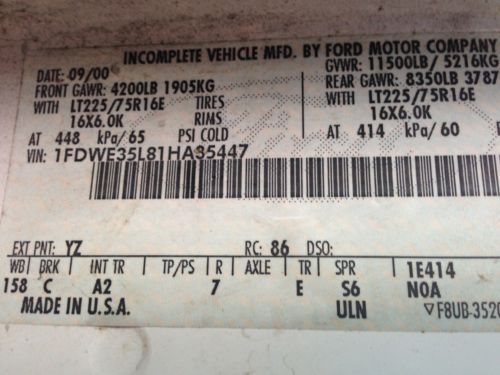 INCOMPLETE VEHICLE MFD. BY FORD MOTOR COMPANY
DATE: 09/00 GVWR: 11500LB/ 5216KG
FRONT GAWR: 4200LB 1905KG REAR GAWR: 8350LB 3787
WITH LT225/75R16E TIRES WITH LT225/75R16E
16X6.0K RIMS 16X6.0K
AT 448 kPa/65 PSI COLD AT 414 kPa/60
VIN: 1FDWE35L81HA35447
EXT PNT: YZ RC: 86 DSO:
WB BRK INT TR TP/PS R AXLE TR SPR 1E414
158 C A2 7 E S6 NOA
MADE IN U.S.A. ULN ▽F8UB-3520